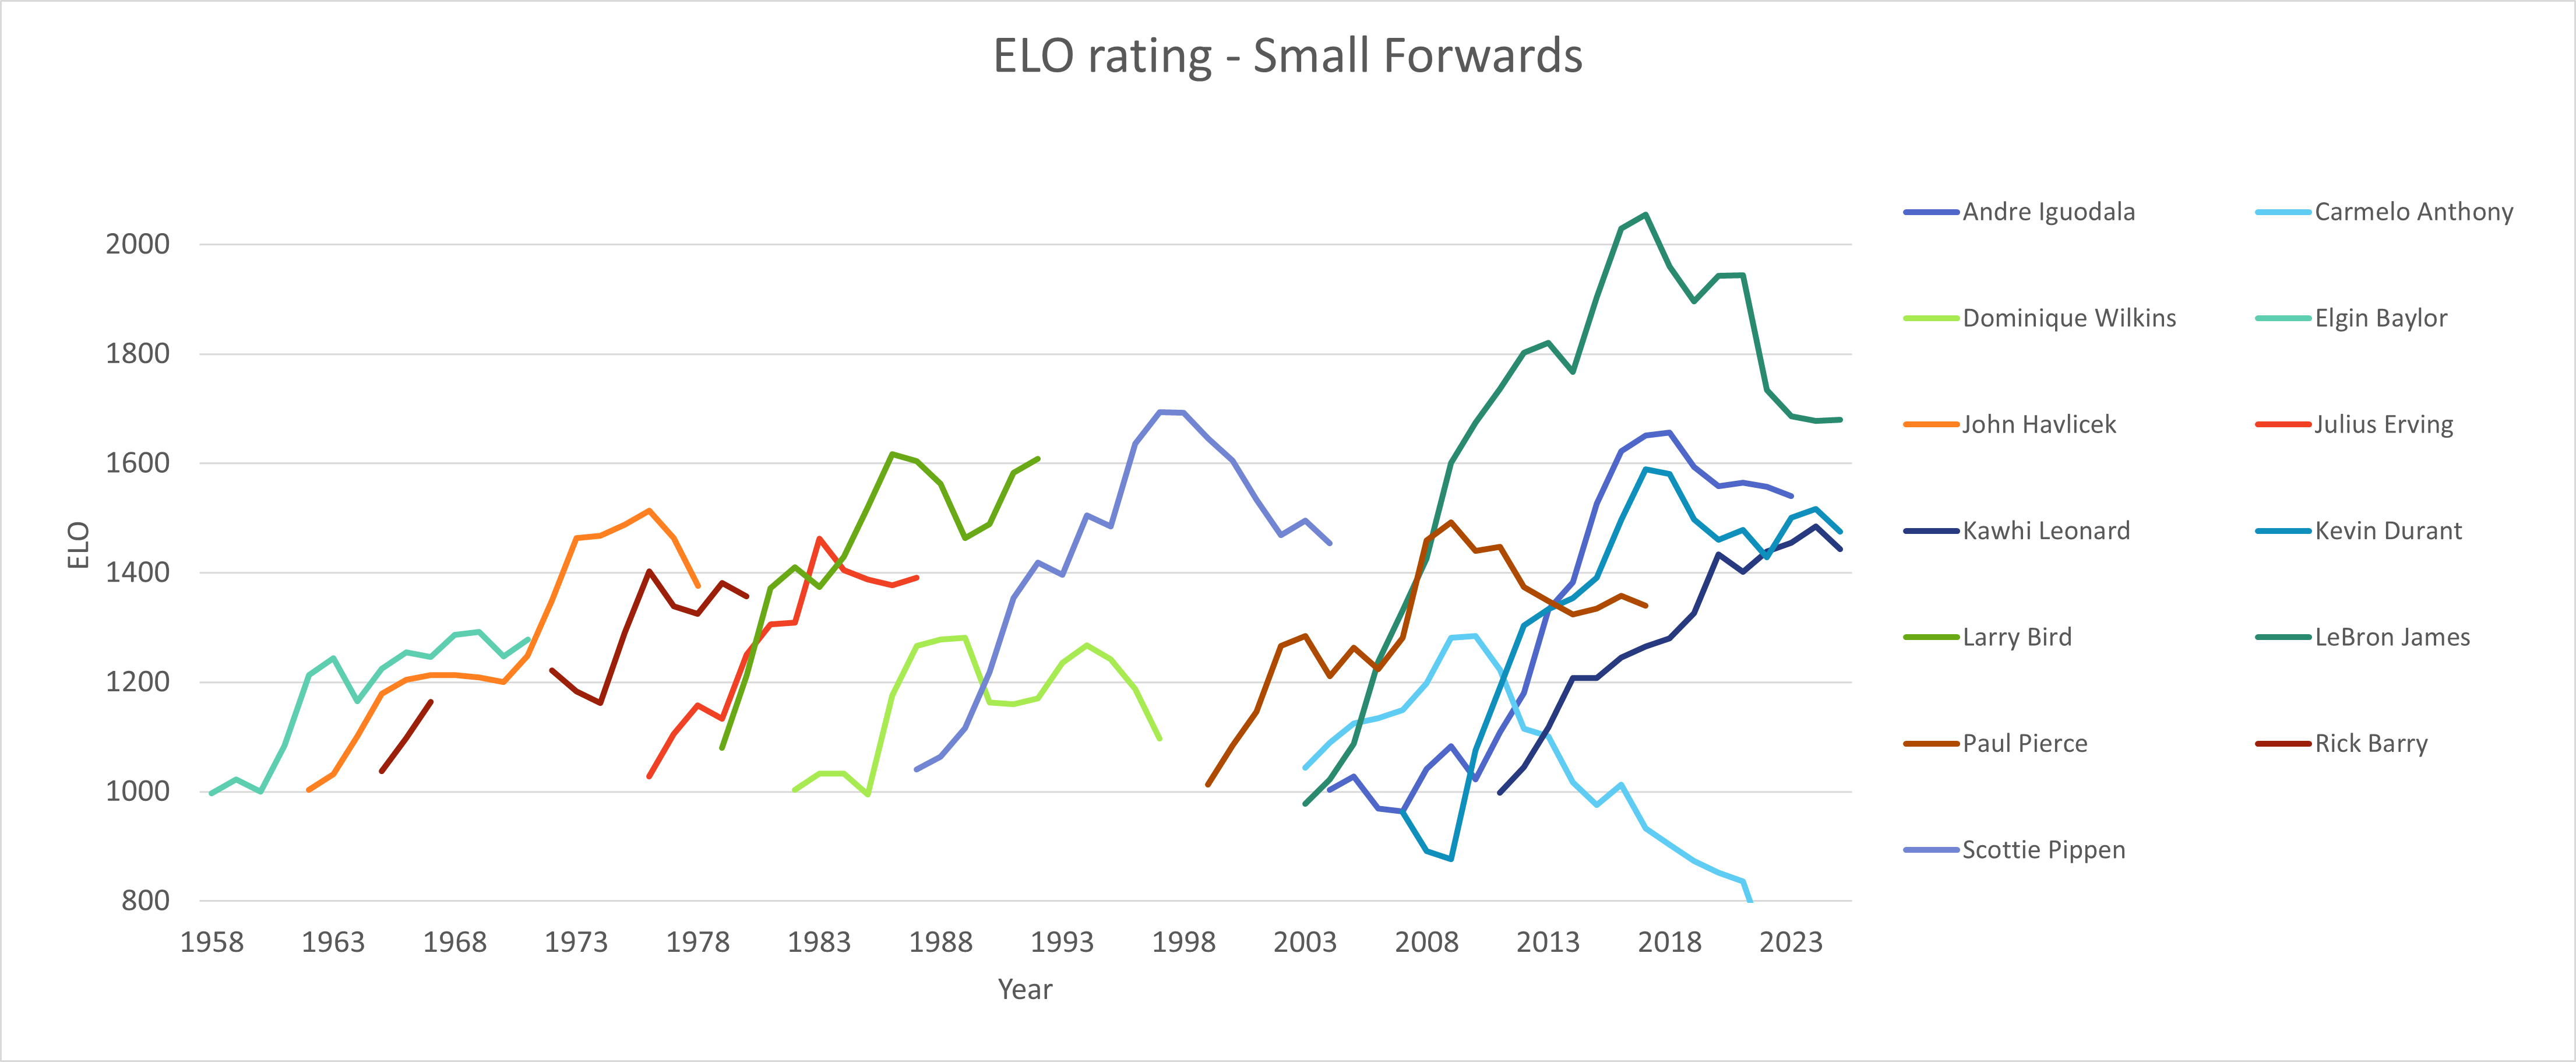 ELO rating - Small Forwards
2000
1800
1600
1400
1200
1000
800
ELO
1958 1963 1968 1973 1978 1983 1988 1993 1998 2003 2008 2013 2018 2023
Year
Andre Iguodala Carmelo Anthony
Dominique Wilkins Elgin Baylor
John Havlicek Julius Erving
Kawhi Leonard Kevin Durant
Larry Bird LeBron James
Paul Pierce Rick Barry
Scottie Pippen